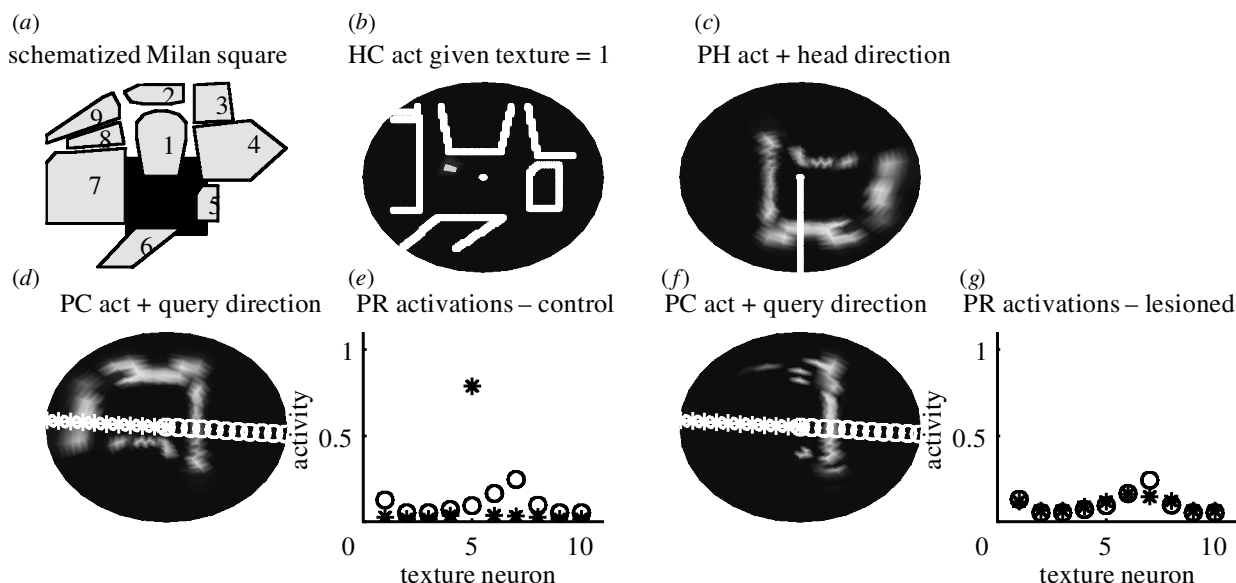 (a)
schematized Milan square
1
2
3
4
5
6
7
8
9
(b)
HC act given texture = 1
(c)
PH act + head direction
(d)
PC act + query direction
(e)
PR activations – control
1
0.5
0
5
10
activity
texture neuron
(f)
PC act + query direction
(g)
PR activations – lesioned
1
0.5
0
5
10
activity
texture neuron